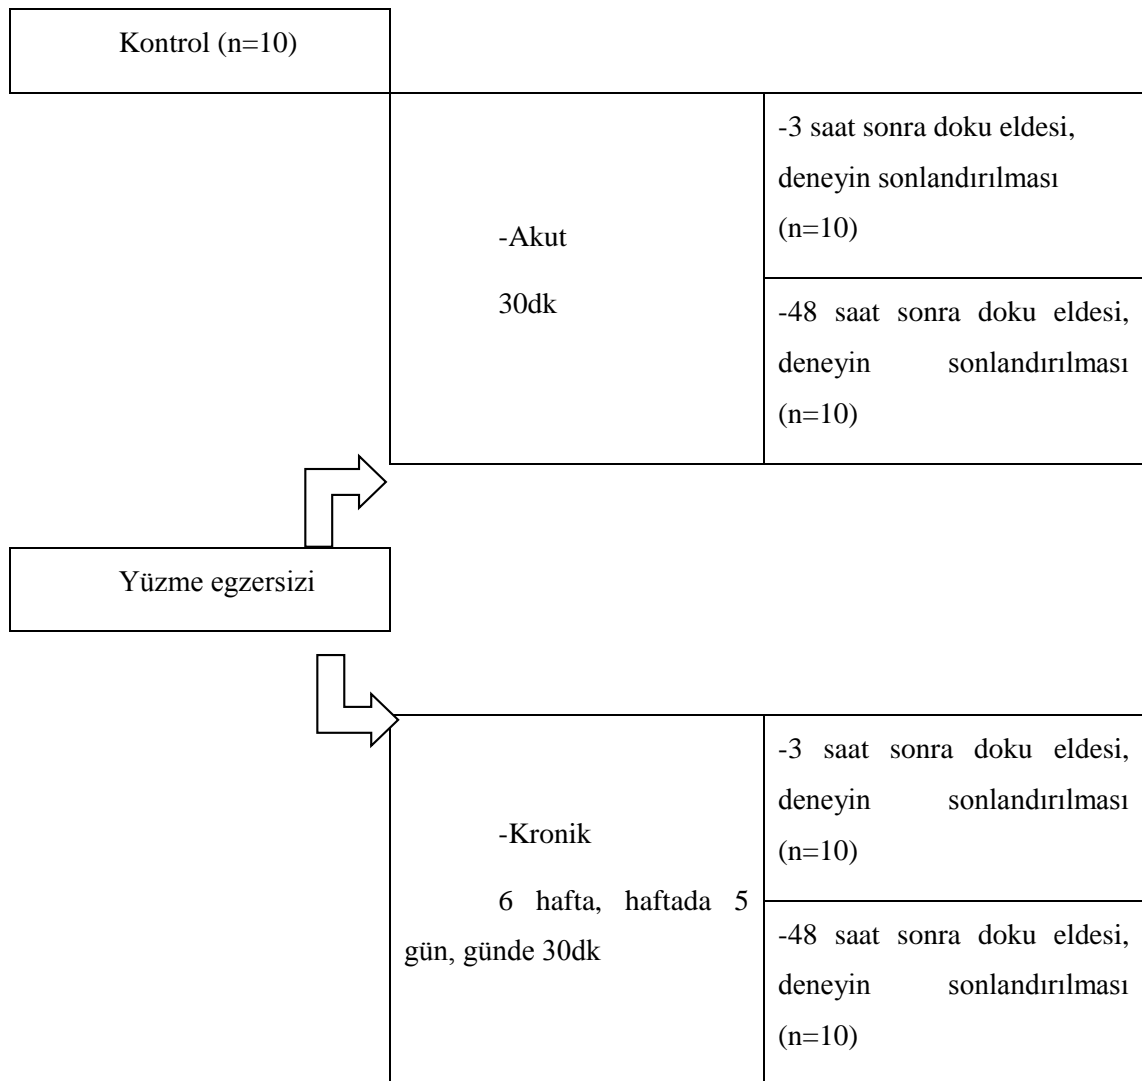 Kontrol (n=10)
-Akut
30dk
-3 saat sonra doku eldesi,
deneyin sonlandırılması
(n=10)
-48 saat sonra doku eldesi,
deneyin sonlandırılması
(n=10)
Yüzme egzersizi
-Kronik
6 hafta, haftada 5
gün, günde 30dk
-3 saat sonra doku eldesi,
deneyin sonlandırılması
(n=10)
-48 saat sonra doku eldesi,
deneyin sonlandırılması
(n=10)